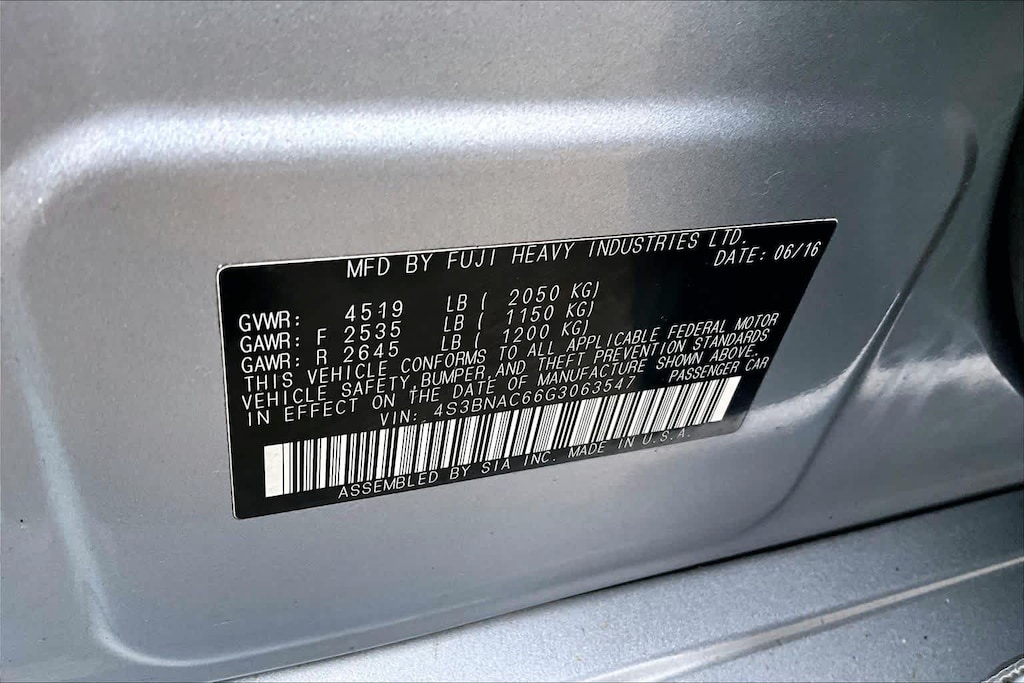 MFD BY FUJI HEAVY INDUSTRIES LTD.
DATE: 06/16
GVWR: 4519 LB ( 2050 KG)
GAWR: F 2535 LB ( 1150 KG)
GAWR: R 2645 LB ( 1200 KG)
THIS VEHICLE CONFORMS TO ALL APPLICABLE FEDERAL MOTOR
VEHICLE SAFETY,BUMPER,AND THEFT PREVENTION STANDARDS
IN EFFECT ON THE DATE OF MANUFACTURE SHOWN ABOVE.
VIN: 4S3BNAC66G3063547 PASSENGER CAR
ASSEMBLED BY SIA INC. MADE IN U.S.A.